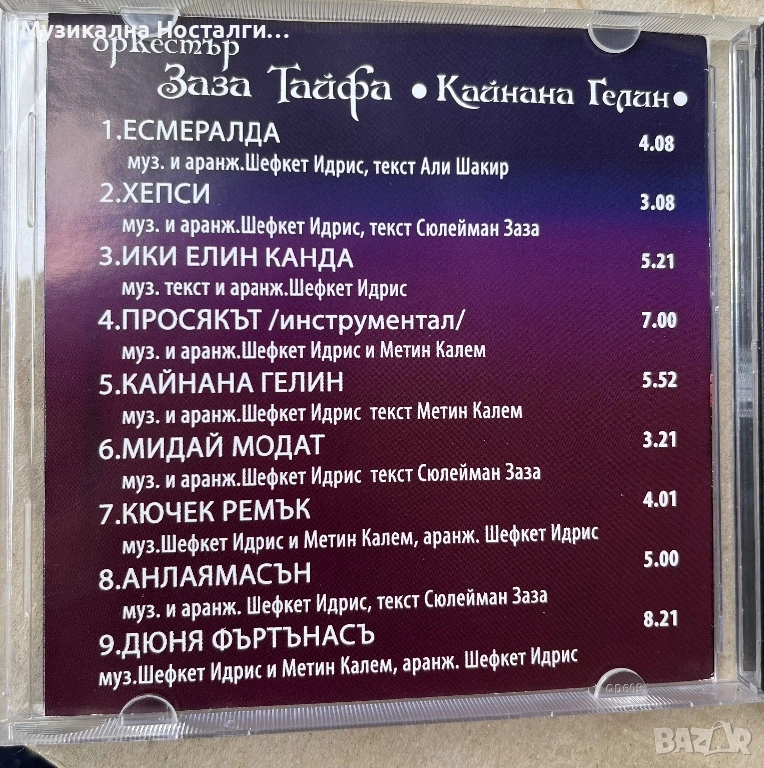 Музикална Носталги...
оркестър
Заза Тайфа • Кайнана Гелин •
1.ЕСМЕРАЛДА 4.08
муз. и аранж.Шефкет Идрис, текст Али Шакир
2.ХЕПСИ 3.08
муз. и аранж.Шефкет Идрис, текст Сюлейман Заза
3.ИКИ ЕЛИН КАНДА 5.21
муз. текст и аранж.Шефкет Идрис
4.ПРОСЯКЪТ /инструментал/ 7.00
муз. и аранж.Шефкет Идрис и Метин Калем
5.КАЙНАНА ГЕЛИН 5.52
муз. и аранж.Шефкет Идрис текст Метин Калем
6.МИДАЙ МОДАТ 3.21
муз. и аранж.Шефкет Идрис текст Сюлейман Заза
7.КЮЧЕК РЕМЪК 4.01
муз.Шефкет Идрис и Метин Калем, аранж. Шефкет Идрис
8.АНЛАЯМАСЪН 5.00
муз. и аранж. Шефкет Идрис, текст Сюлейман Заза
9.ДЮНЯ ФЪРТЪНАСЪ 8.21
муз.Шефкет Идрис и Метин Калем, аранж. Шефкет Идрис
BAZAR